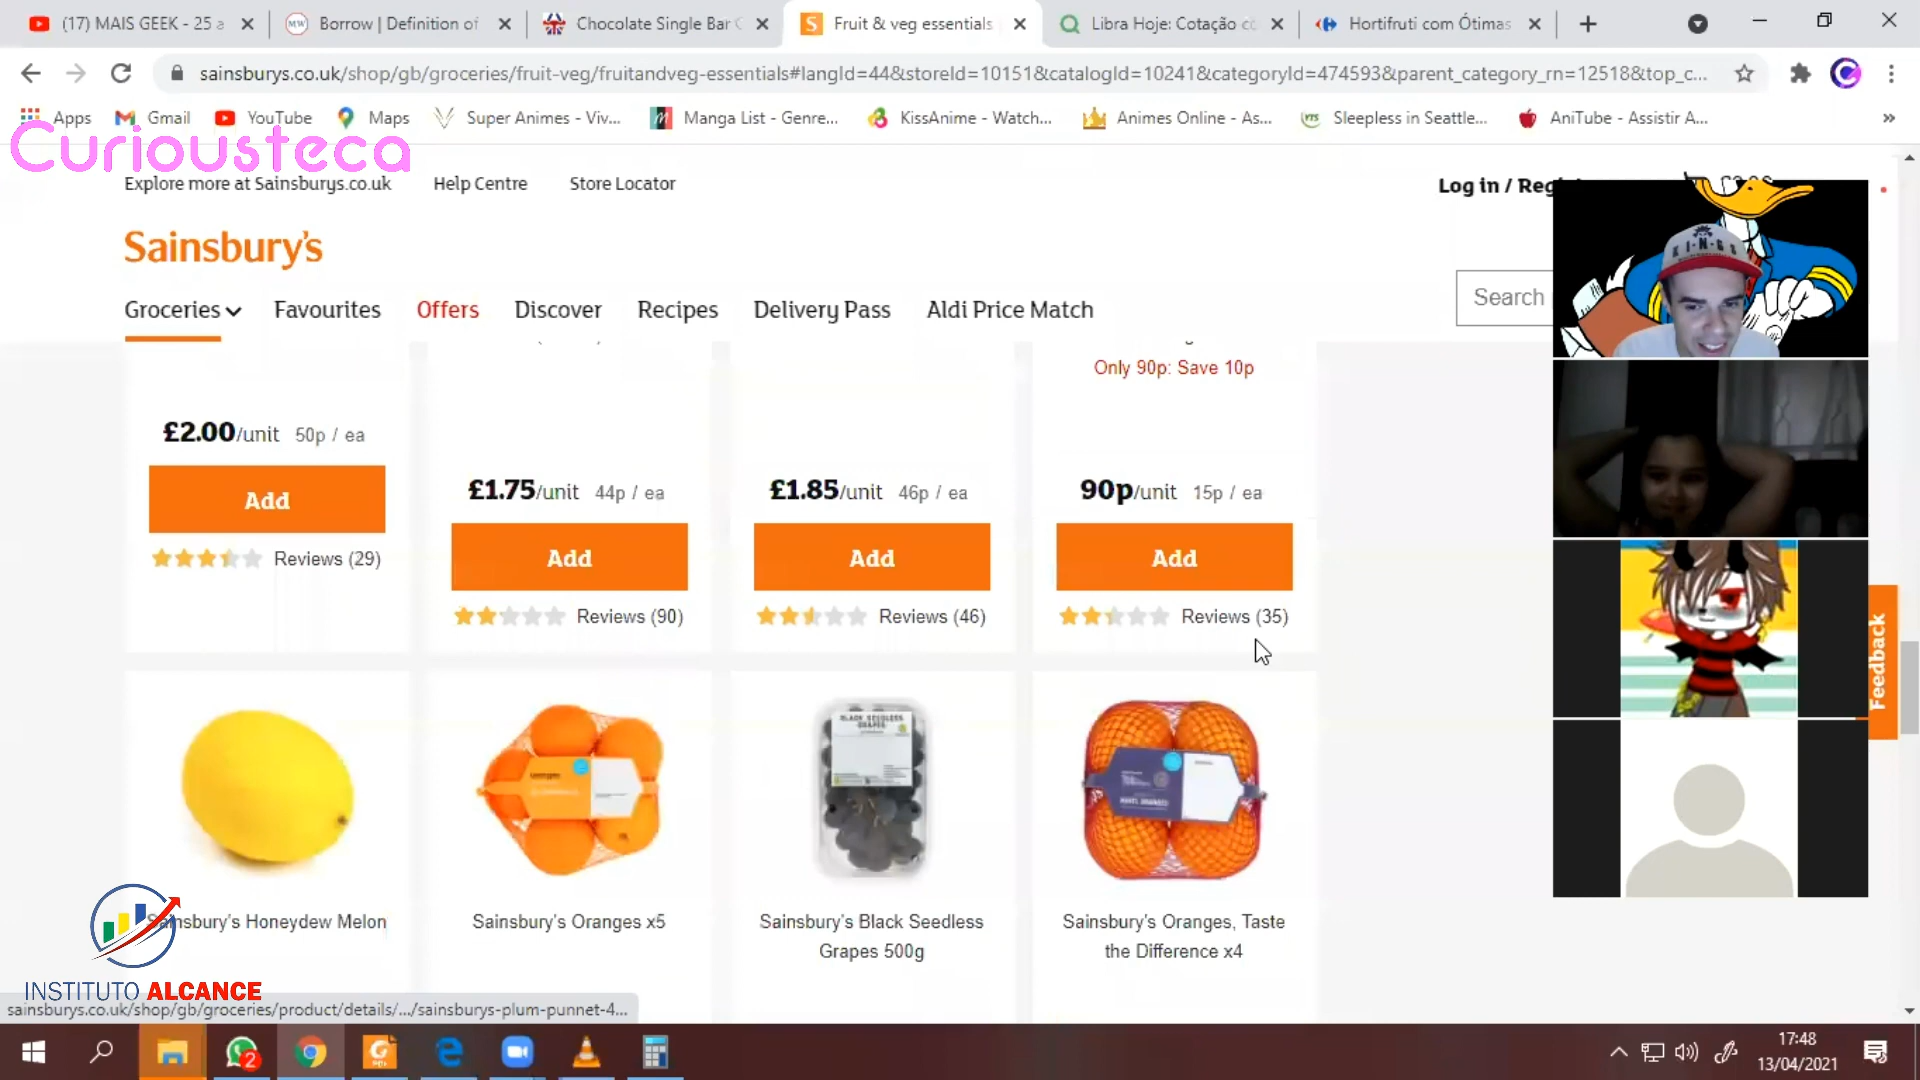 (17) MAIS GEEK - 25 a
Borrow | Definition of
Chocolate Single Bar
Fruit & veg essentials
Libra Hoje: Cotação co
Hortifruti com Ótimas
sainsburys.co.uk/shop/gb/groceries/fruit-veg/fruitandveg-essentials#langId=44&storeId=10151&catalogId=10241&categoryId=474593&parent_category_rn=12518&top_c...
Apps
Gmail
YouTube
Maps
Super Animes - Viv...
Manga List - Genre...
KissAnime - Watch...
Animes Online - As...
Sleepless in Seattle...
AniTube - Assistir A...
»
Curiousteca
Explore more at Sainsburys.co.uk
Help Centre
Store Locator
Log in / Reg
Sainsbury's
Groceries
Favourites
Offers
Discover
Recipes
Delivery Pass
Aldi Price Match
Search
KINGS
Only 90p: Save 10p
£2.00/unit 50p / ea
£1.75/unit 44p / ea
£1.85/unit 46p / ea
90p/unit 15p / ea
Add
Add
Add
Add
Reviews (29)
Reviews (90)
Reviews (46)
Reviews (35)
Feedback
BLACK SEEDLESS
GRAPES
Sainsbury's Honeydew Melon
Sainsbury's Oranges x5
Sainsbury's Black Seedless
Grapes 500g
Sainsbury's Oranges, Taste
the Difference x4
INSTITUTO ALCANCE
sainsburys.co.uk/shop/gb/groceries/product/details/.../sainsburys-plum-punnet-4...
2
17:48
13/04/2021